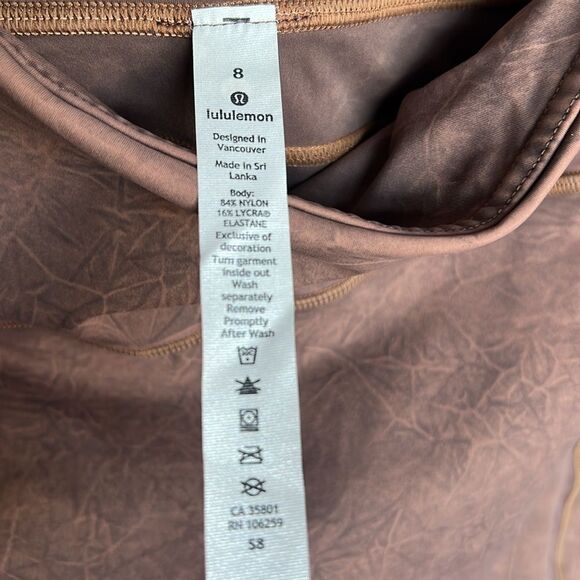 8
lululemon
Designed in
Vancouver
Made in Sri
Lanka
Body:
84% NYLON
16% LYCRA®
ELASTANE
Exclusive of
decoration
Turn garment
inside out
Wash
separately
Remove
Promptly
After Wash
CA 35801
RN 106259
S8